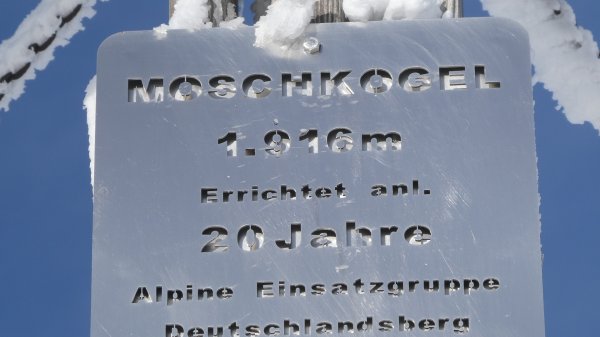 MOSCHKOGEL
1.916m
Errichtet anl.
20 Jahre
Alpine Einsatzgruppe
Deutschlandsberg